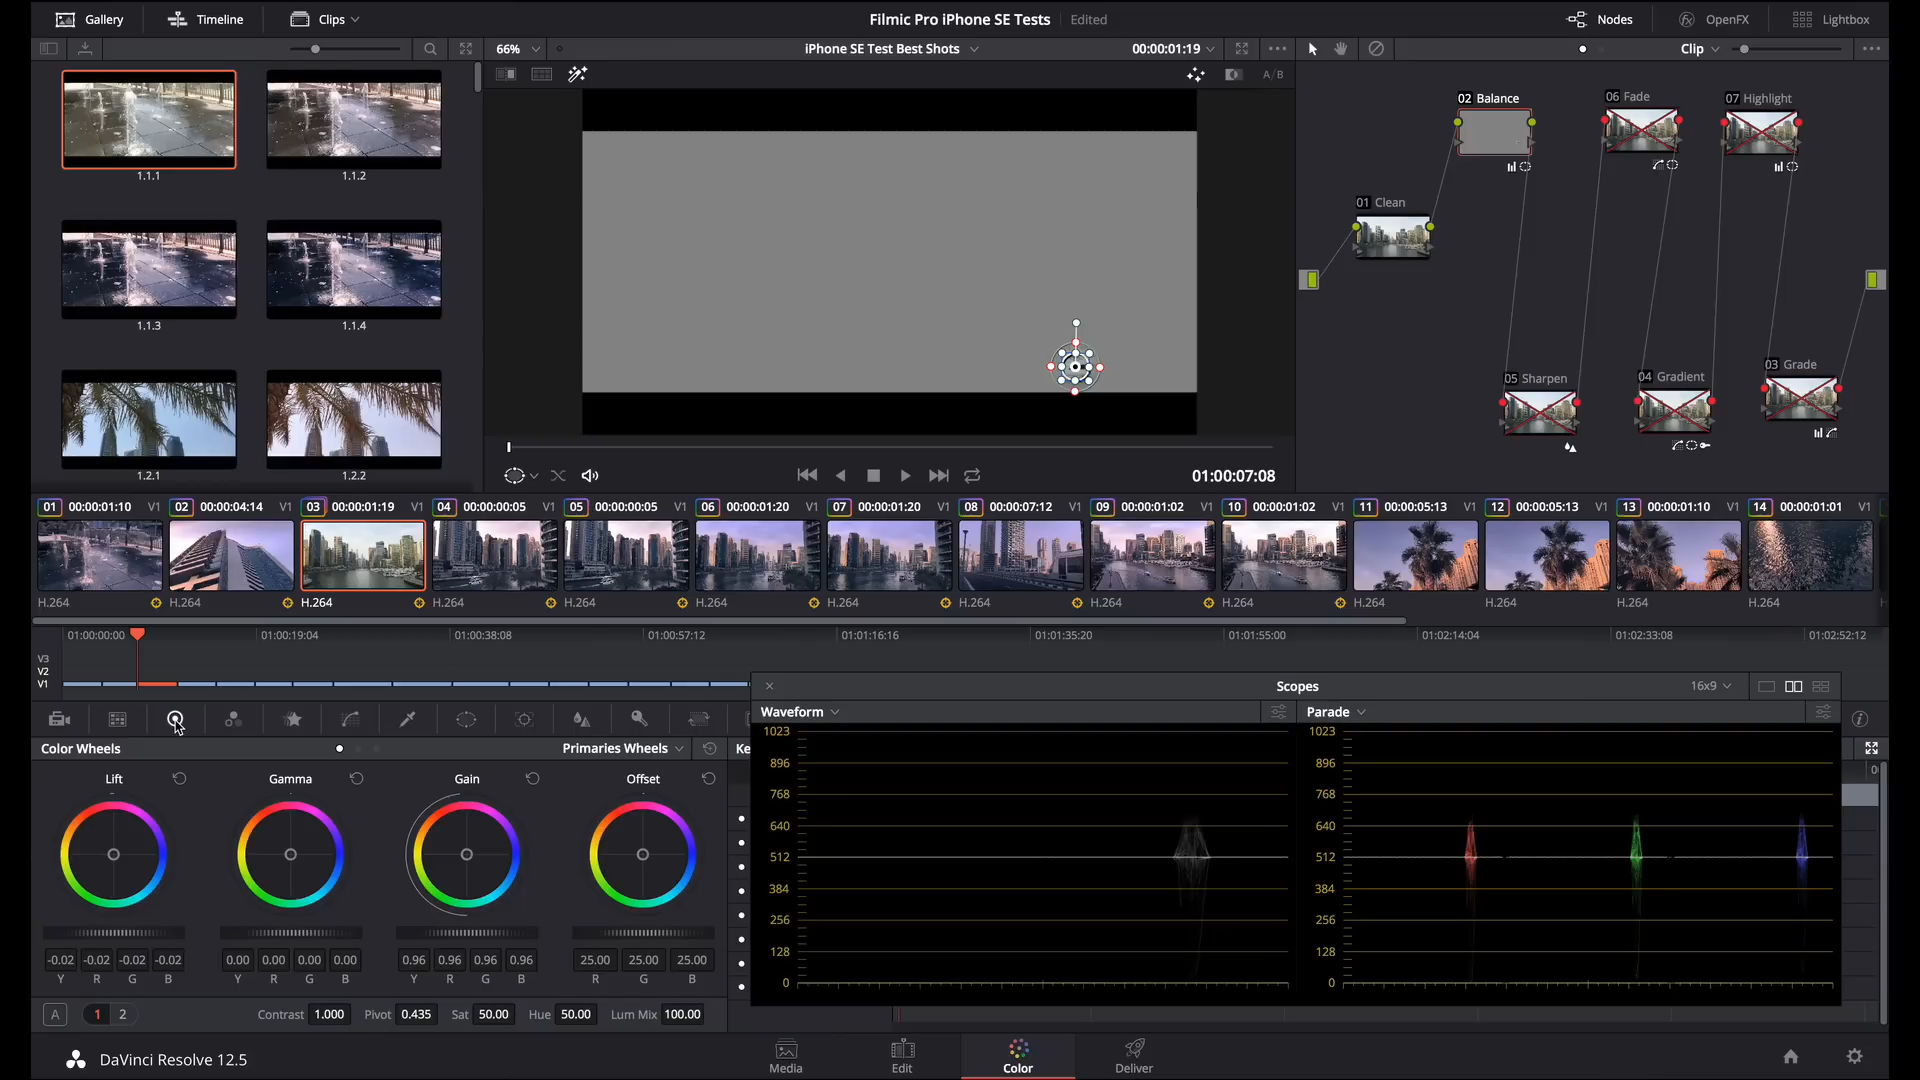 Gallery
Timeline
Clips
Filmic Pro iPhone SE Tests
Edited
Nodes
OpenFX
Lightbox
66%
iPhone SE Test Best Shots
00:00:01:19
Clip
A/B
1.1.1
1.1.2
1.1.3
1.1.4
1.2.1
1.2.2
01:00:07:08
02 Balance
06 Fade
07 Highlight
01 Clean
05 Sharpen
04 Gradient
03 Grade
01 00:00:01:10 V1
02 00:00:04:14 V1
03 00:00:01:19 V1
04 00:00:00:05 V1
05 00:00:00:05 V1
06 00:00:01:20 V1
07 00:00:01:20 V1
08 00:00:07:12 V1
09 00:00:01:02 V1
10 00:00:01:02 V1
11 00:00:05:13 V1
12 00:00:05:13 V1
13 00:00:01:10 V1
14 00:00:01:01 V1
H.264 H.264 H.264 H.264 H.264 H.264 H.264 H.264 H.264 H.264 H.264 H.264 H.264 H.264
01:00:00:00 01:00:19:04 01:00:38:08 01:00:57:12 01:01:16:16 01:01:35:20 01:01:55:00 01:02:14:04 01:02:33:08 01:02:52:12
V3
V2
V1
Color Wheels
Primaries Wheels
Lift
Gamma
Gain
Offset
-0.02 -0.02 -0.02 -0.02
Y R G B
0.00 0.00 0.00 0.00
Y R G B
0.96 0.96 0.96 0.96
Y R G B
25.00 25.00 25.00
R G B
A
1 2
Contrast 1.000
Pivot 0.435
Sat 50.00
Hue 50.00
Lum Mix 100.00
Ke
Scopes
16x9
Waveform
1023
896
768
640
512
384
256
128
0
Parade
1023
896
768
640
512
384
256
128
0
DaVinci Resolve 12.5
Media
Edit
Color
Deliver